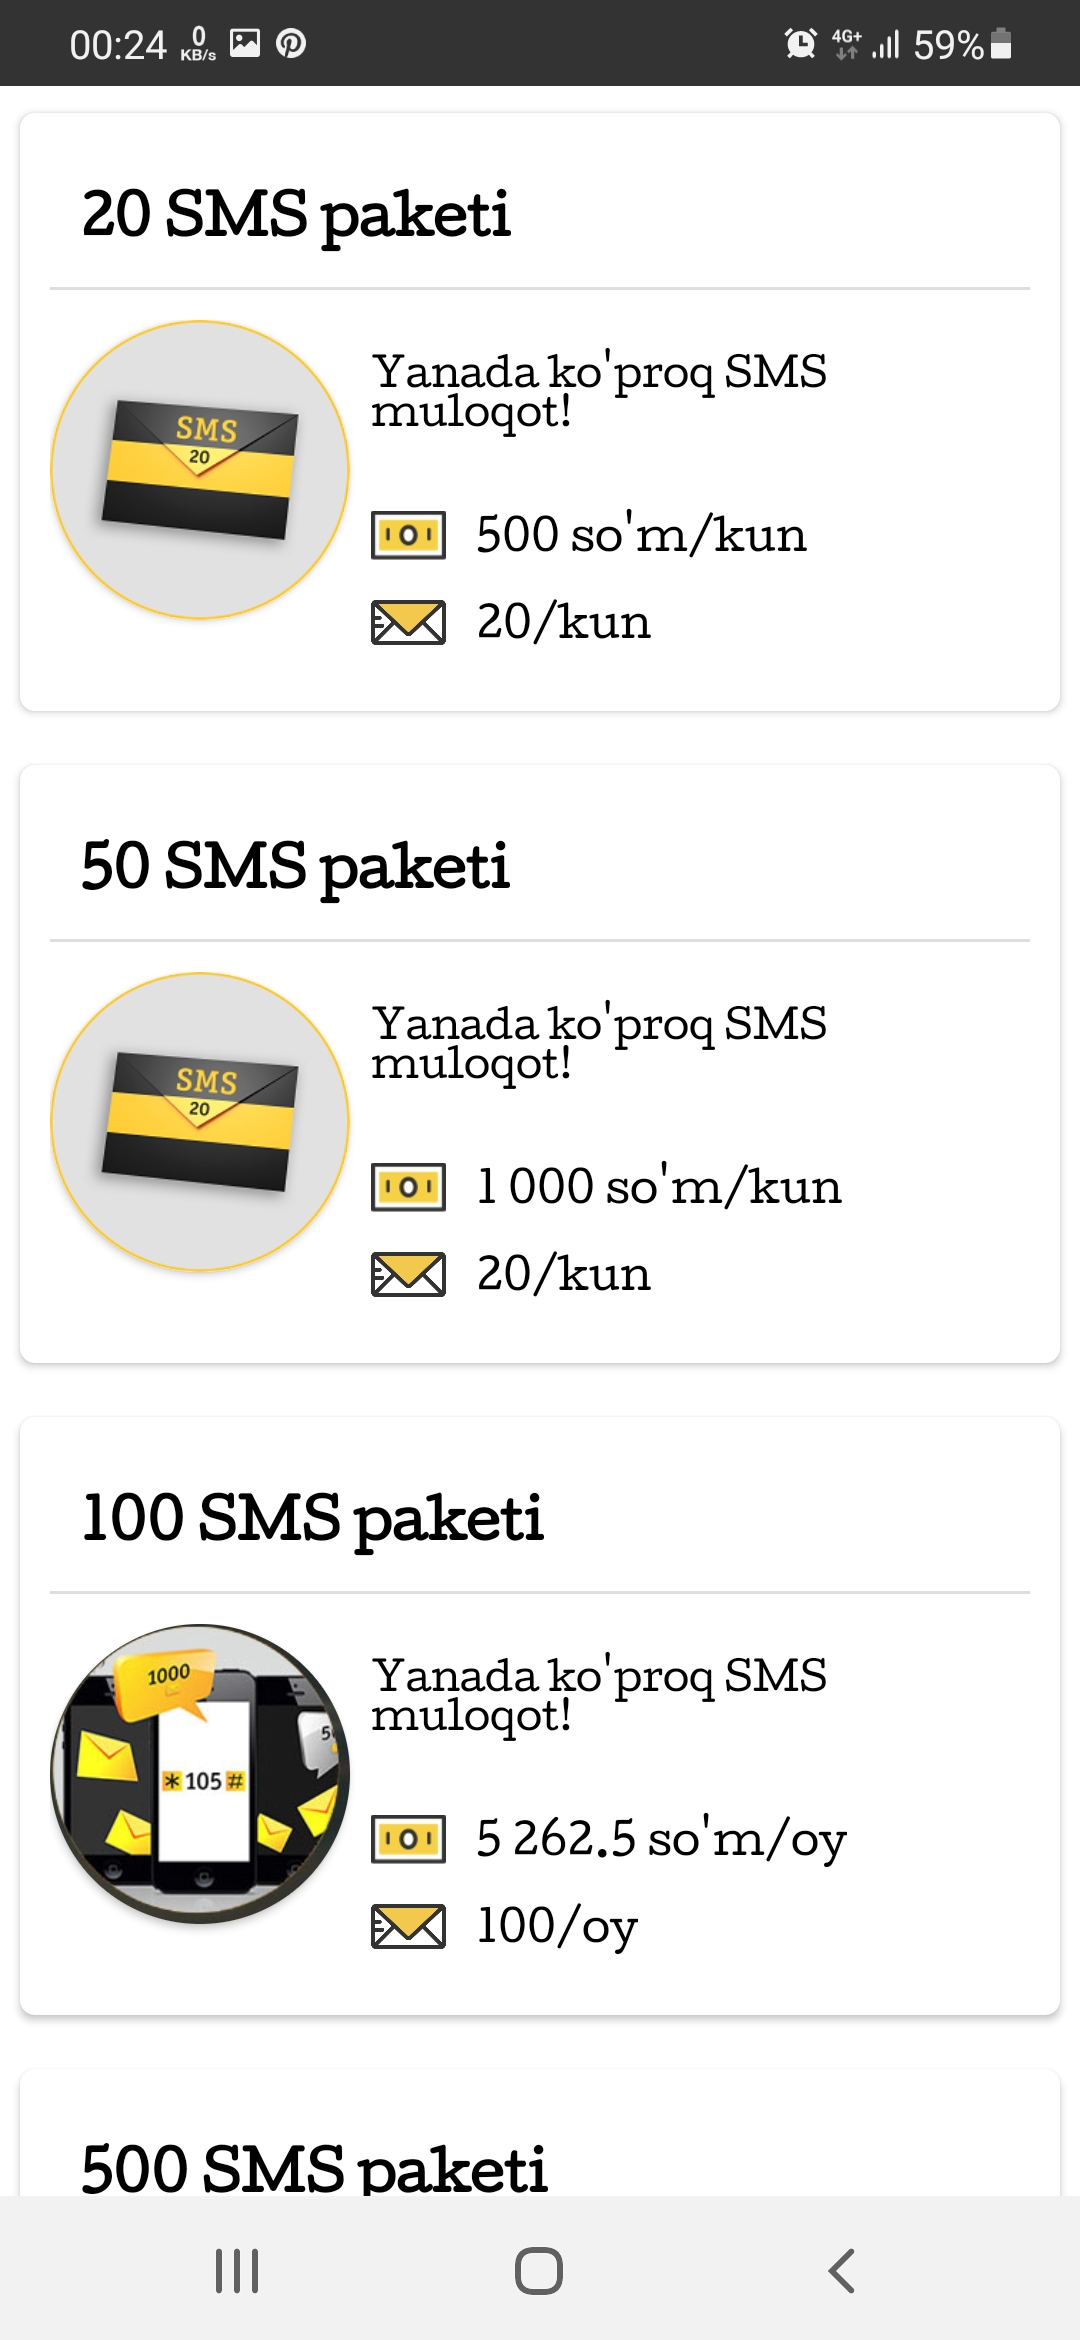 00:24 0 KB/s 4G+ 59%
20 SMS paketi
SMS
20
Yanada ko'proq SMS
muloqot!
500 so'm/kun
20/kun
50 SMS paketi
SMS
20
Yanada ko'proq SMS
muloqot!
1 000 so'm/kun
20/kun
100 SMS paketi
1000
*105#
Yanada ko'proq SMS
muloqot!
5 262.5 so'm/oy
100/oy
500 SMS paketi